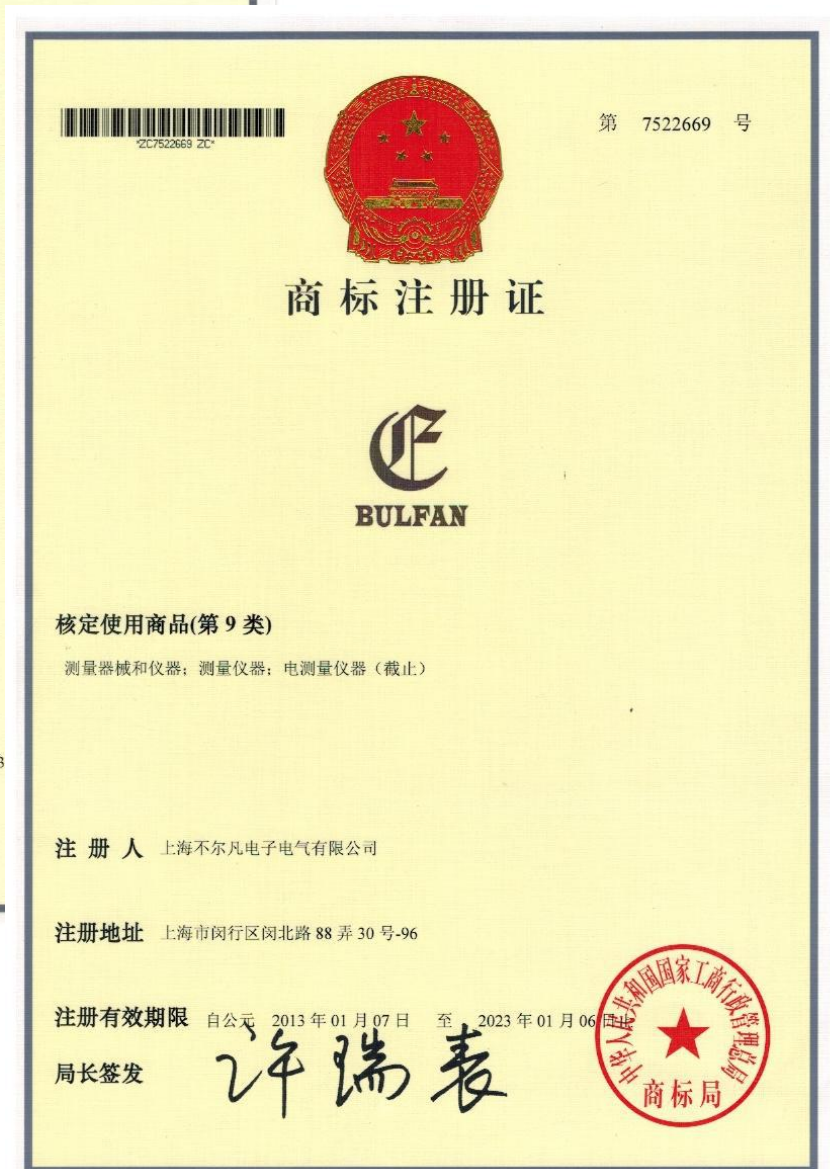 *ZC7522669 ZC*
第 7522669 号
商标注册证
BULFAN
核定使用商品(第 9 类)
测量器械和仪器；测量仪器；电测量仪器（截止）
3
注 册 人 上海不尔凡电子电气有限公司
注册地址 上海市闵行区闵北路 88 弄 30 号-96
注册有效期限 自公元 2013 年 01 月 07 日 至 2023 年 01 月 06 日止
局长签发 许瑞表
中华人民共和国国家工商行政管理总局
商标局